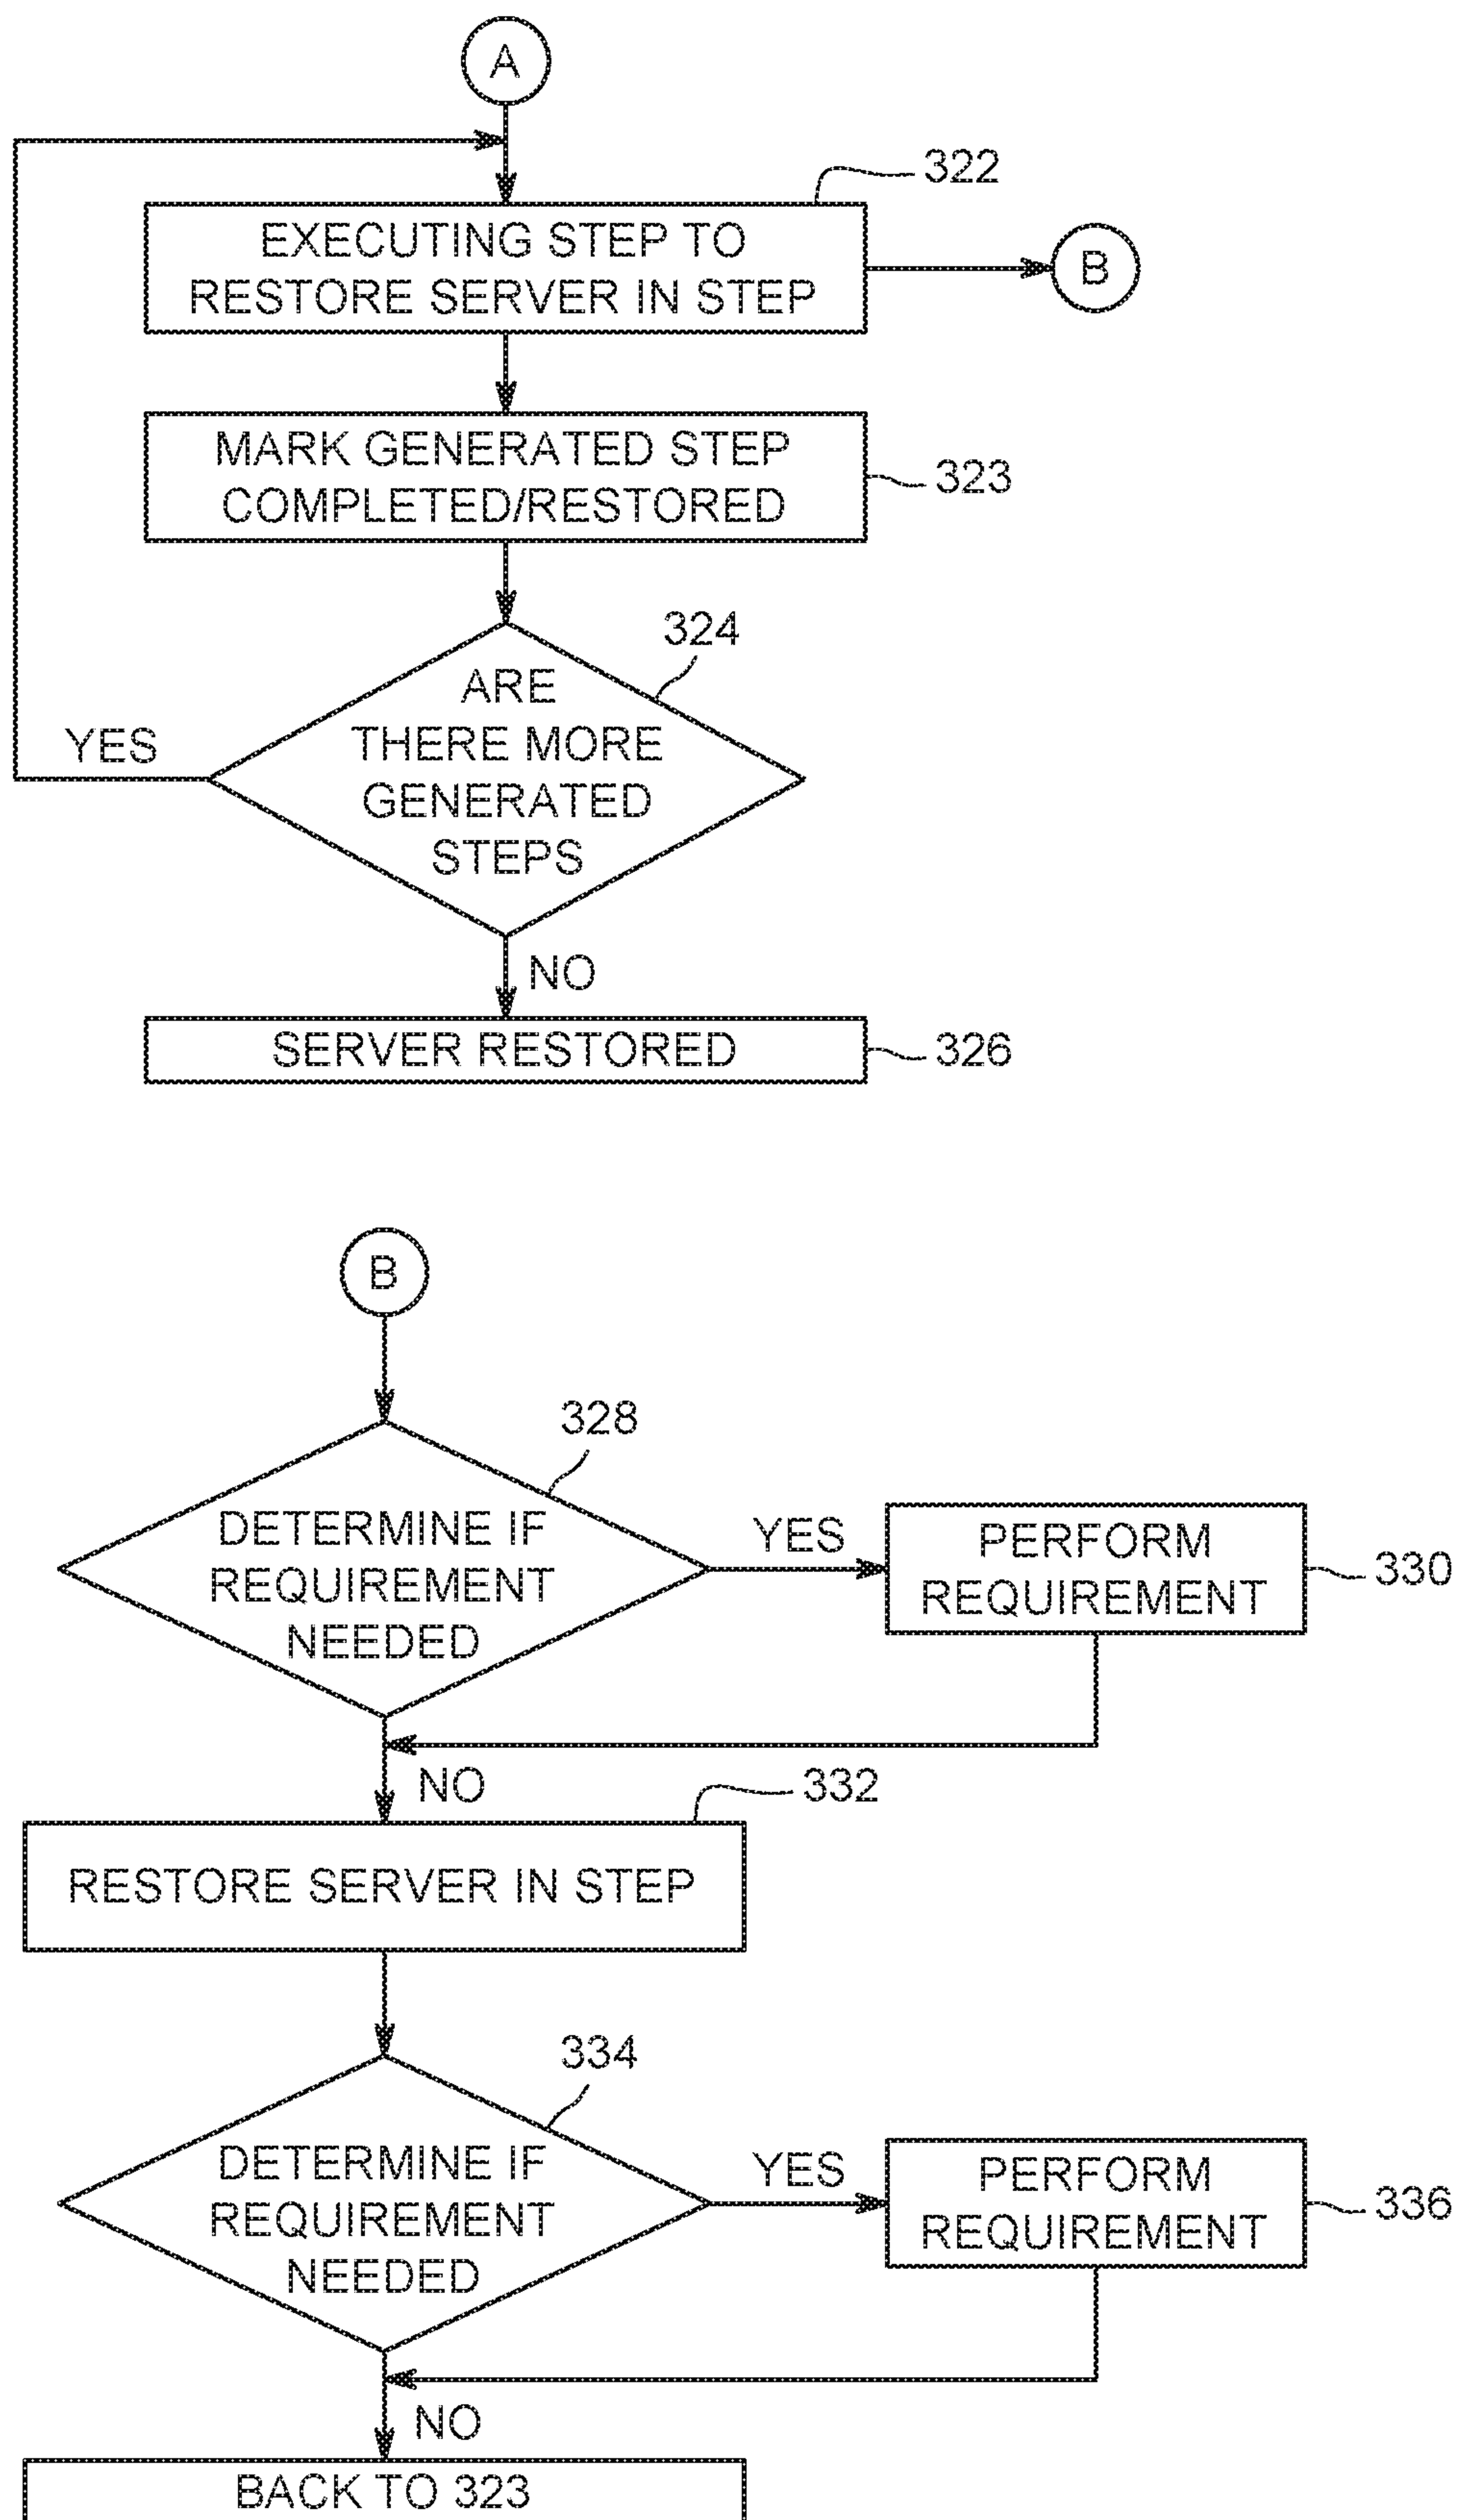 A
322
EXECUTING STEP TO
RESTORE SERVER IN STEP
B
MARK GENERATED STEP
COMPLETED/RESTORED
323
324
ARE
THERE MORE
GENERATED
STEPS
YES
NO
SERVER RESTORED
326
B
328
DETERMINE IF
REQUIREMENT
NEEDED
YES
PERFORM
REQUIREMENT
330
NO
332
RESTORE SERVER IN STEP
334
DETERMINE IF
REQUIREMENT
NEEDED
YES
PERFORM
REQUIREMENT
336
NO
BACK TO 323